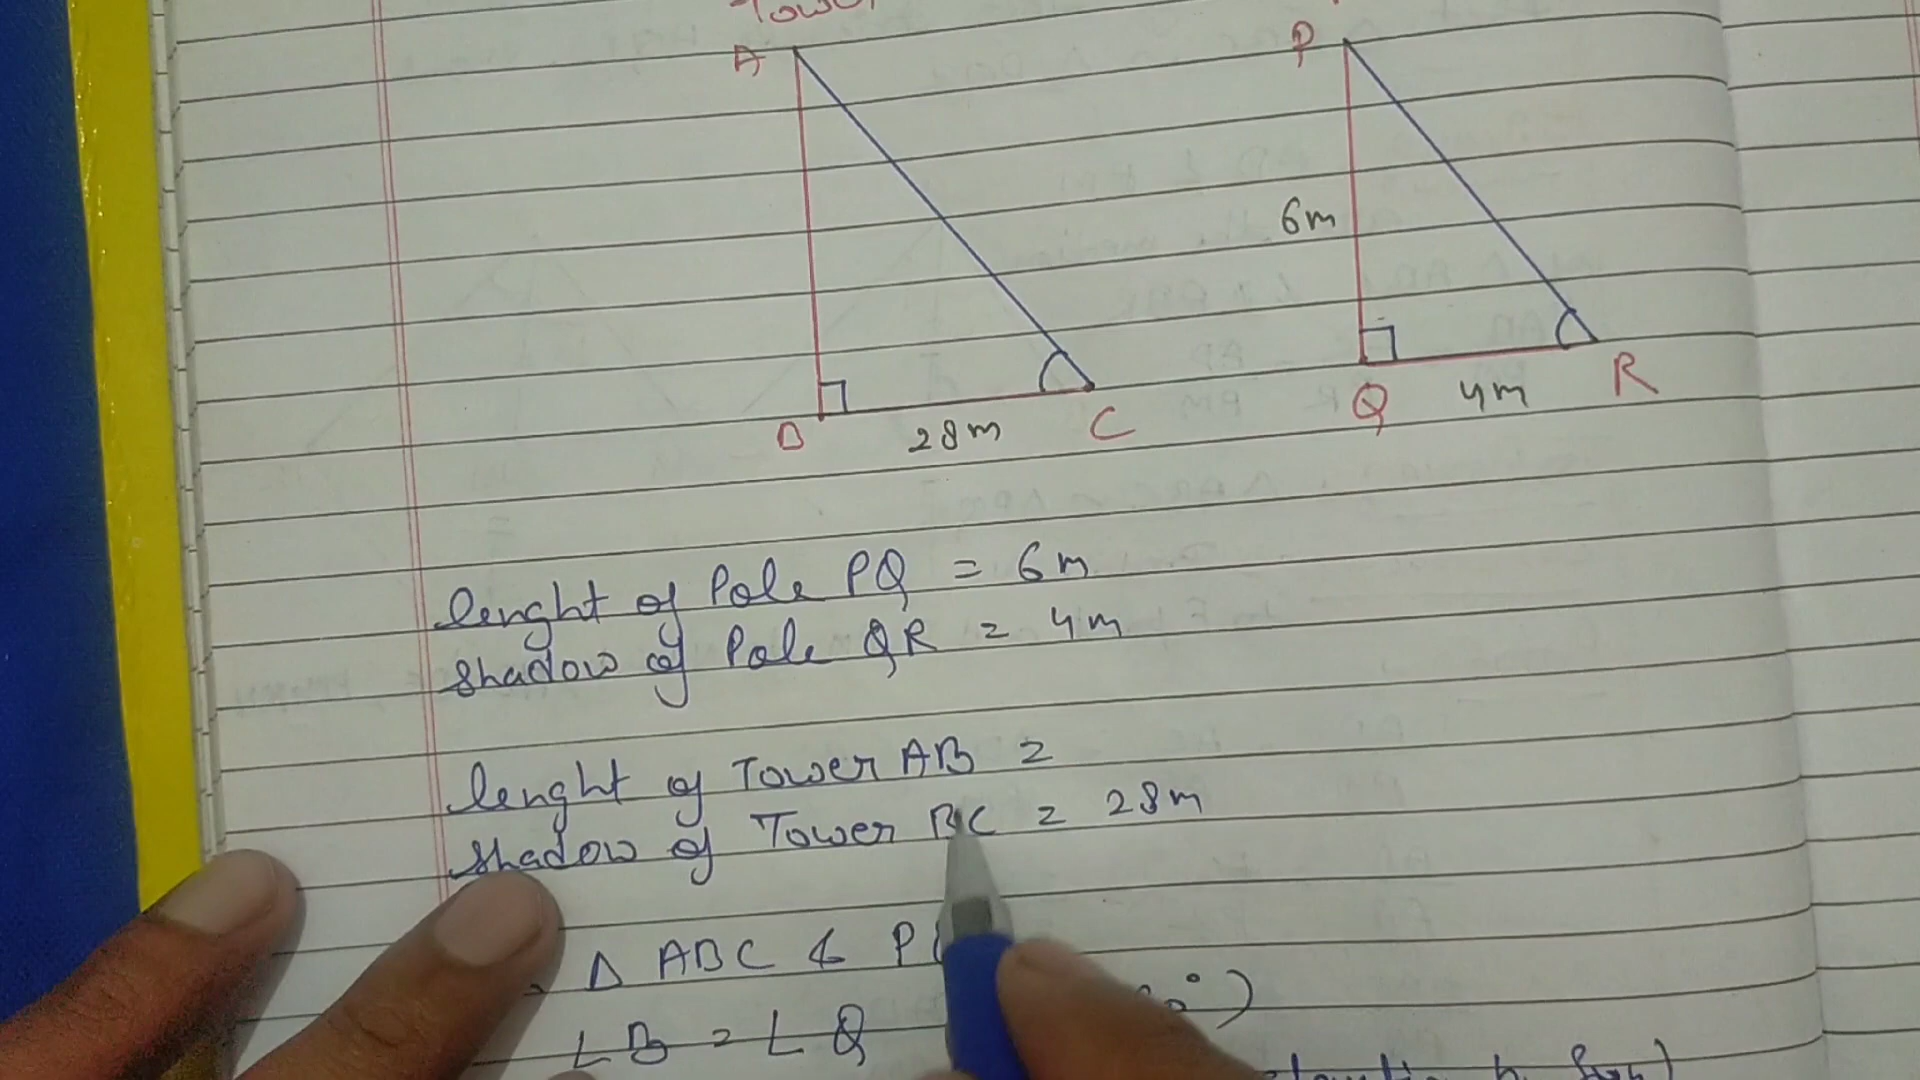 Tower
A P
6m
B 28m C Q 4m R
lenght of Pole PQ = 6m
shadow of Pole QR = 4m
lenght of Tower AB =
shadow of Tower BC = 28m
Δ ABC & P
∠B = ∠Q